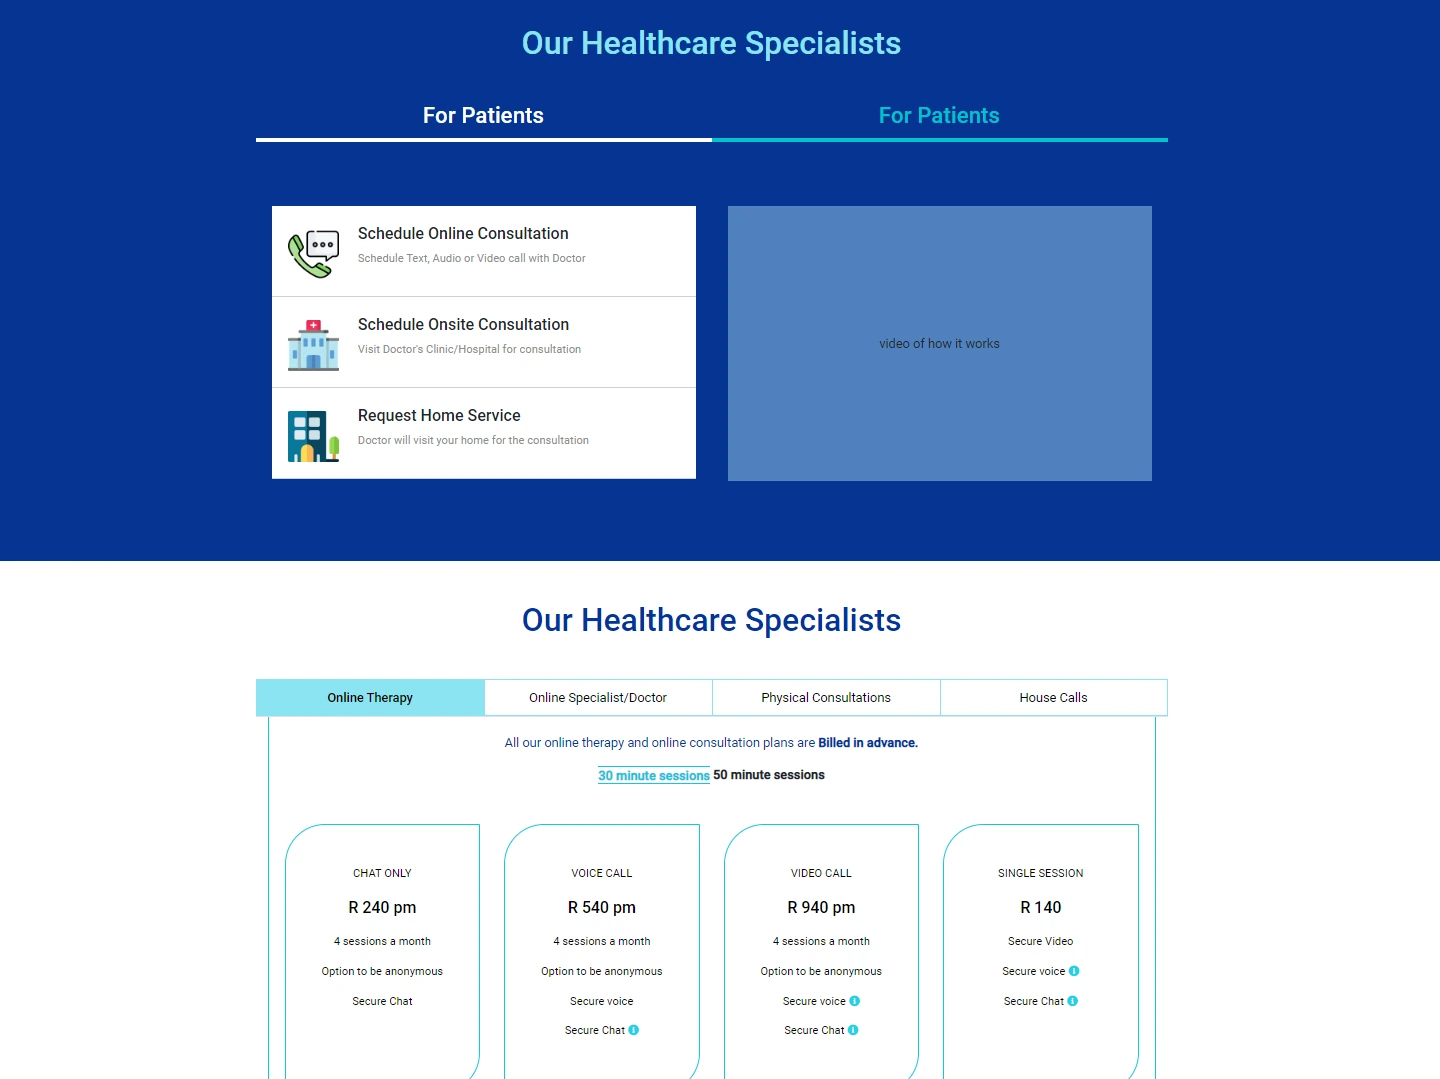 Our Healthcare Specialists
For Patients
For Patients
Schedule Online Consultation
Schedule Text, Audio or Video call with Doctor
Schedule Onsite Consultation
Visit Doctor's Clinic/Hospital for consultation
Request Home Service
Doctor will visit your home for the consultation
video of how it works
Our Healthcare Specialists
Online Therapy
Online Specialist/Doctor
Physical Consultations
House Calls
All our online therapy and online consultation plans are Billed in advance.
30 minute sessions 50 minute sessions
CHAT ONLY
R 240 pm
4 sessions a month
Option to be anonymous
Secure Chat
VOICE CALL
R 540 pm
4 sessions a month
Option to be anonymous
Secure voice
Secure Chat
VIDEO CALL
R 940 pm
4 sessions a month
Option to be anonymous
Secure voice
Secure Chat
SINGLE SESSION
R 140
Secure Video
Secure voice
Secure Chat